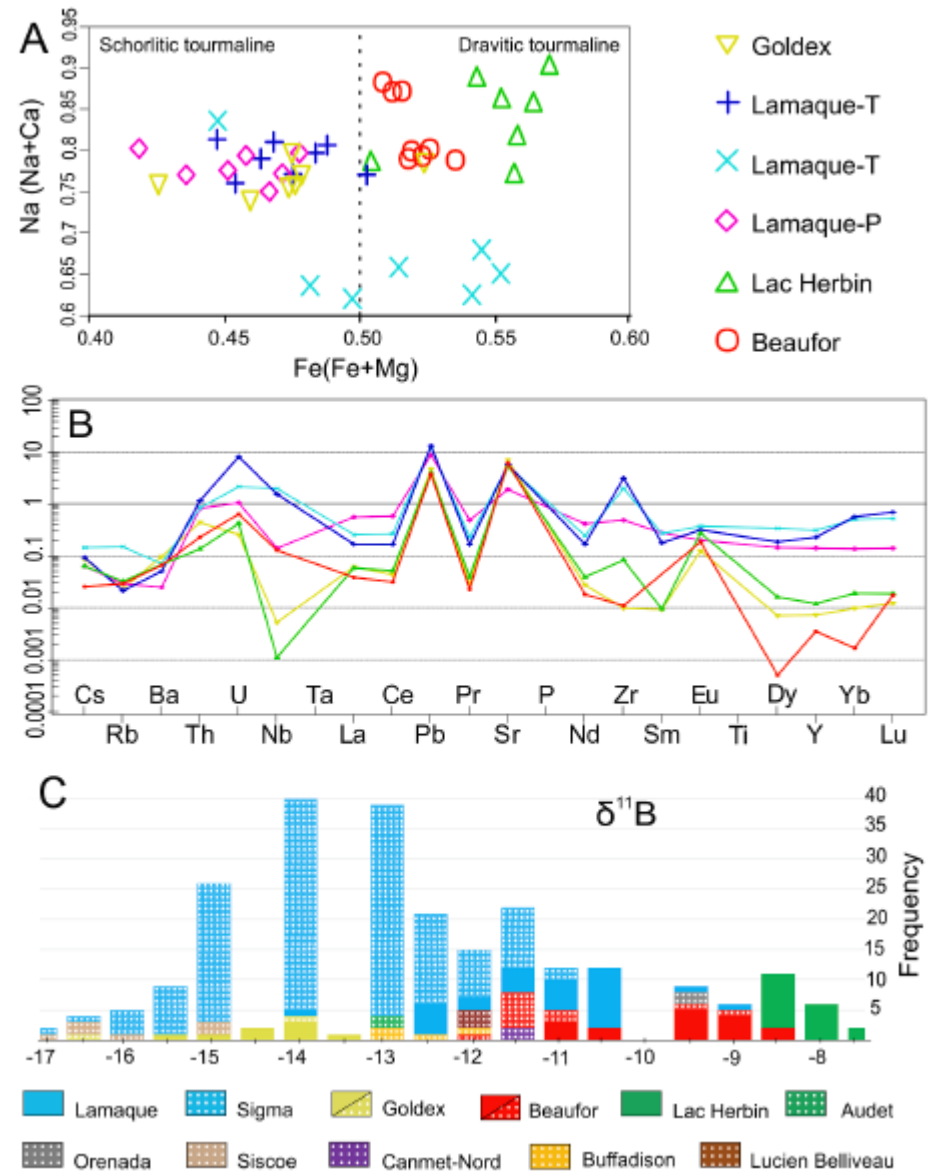 A
Schorlitic tourmaline Dravitic tourmaline
0.95
0.9
0.85
0.8
0.75
0.7
0.65
0.6
Na (Na+Ca)
0.40 0.45 0.50 0.55 0.60
Fe(Fe+Mg)
Goldex
Lamaque-T
Lamaque-T
Lamaque-P
Lac Herbin
Beaufor
B
100
10
1
0.1
0.01
0.001
0.0001
Cs Ba U Ta Ce Pr P Zr Eu Dy Yb
Rb Th Nb La Pb Sr Nd Sm Ti Y Lu
C
δ11B
40
35
30
25
20
15
10
5
Frequency
-17 -16 -15 -14 -13 -12 -11 -10 -9 -8
Lamaque Sigma Goldex Beaufor Lac Herbin Audet
Orenada Siscoe Canmet-Nord Buffadison Lucien Belliveau